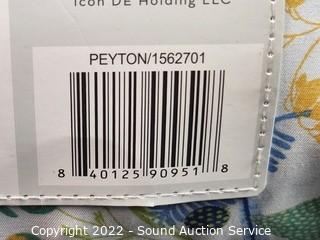 Icon DE Holding LLC
PEYTON/1562701
8 40125 90951 8
Copyright 2022 - Sound Auction Service